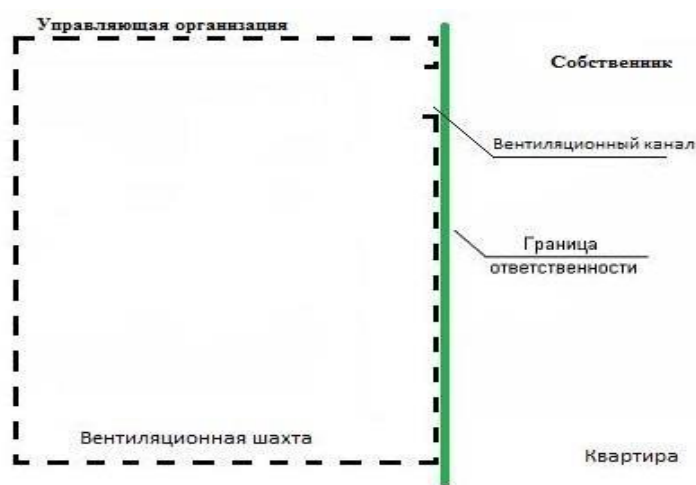 Управляющая организация
Собственник
Вентиляционный канал
Граница
ответственности
Вентиляционная шахта
Квартира